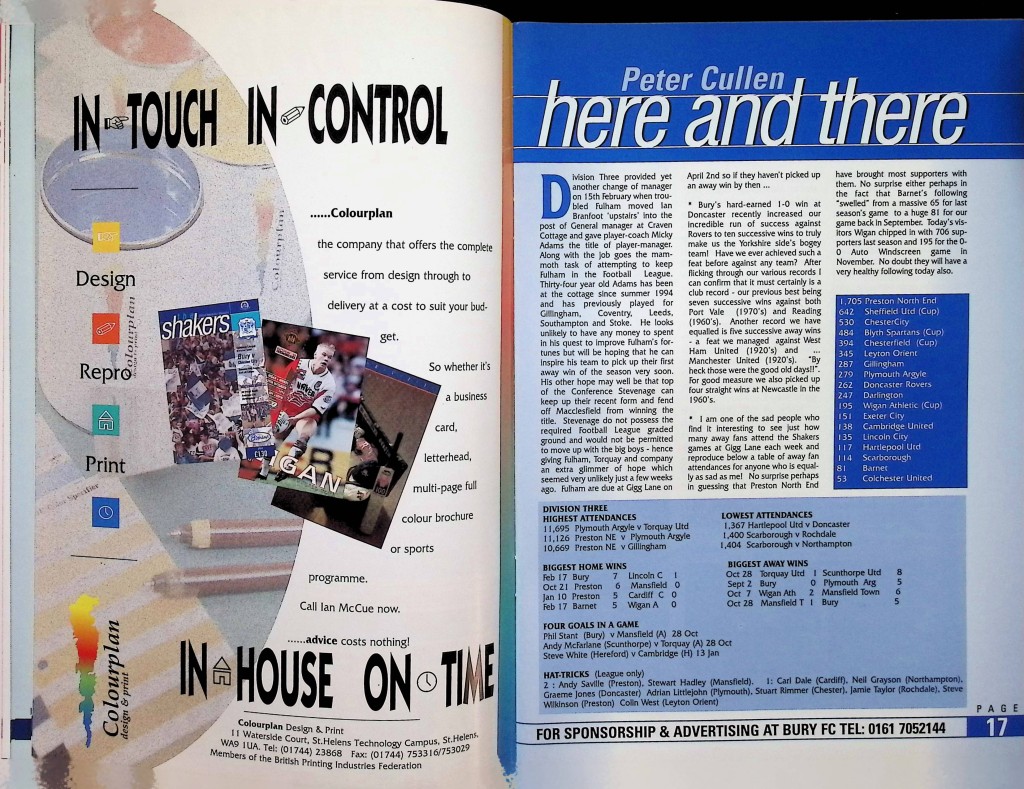 IN TOUCH IN CONTROL
......Colourplan
the company that offers the complete
service from design through to
delivery at a cost to suit your bud-
get.
So whether it's
a business
card,
letterhead,
multi-page full
colour brochure
or sports
programme.
Call Ian McCue now.
......advice costs nothing!
Design
Repro
Print
shakers
IGAN
Colourplan
design & print
IN HOUSE ON TIME
Colourplan Design & Print
11 Waterside Court, St.Helens Technology Campus, St.Helens,
WA9 1UA. Tel: (01744) 23868 Fax: (01744) 753316/753029
Members of the British Printing Industries Federation
Peter Cullen
here and there
Division Three provided yet
another change of manager
on 15th February when trou-
bled Fulham moved Ian
Branfoot 'upstairs' into the
post of General manager at Craven
Cottage and gave player-coach Micky
Adams the title of player-manager.
Along with the job goes the mam-
moth task of attempting to keep
Fulham in the Football League.
Thirty-four year old Adams has been
at the cottage since summer 1994
and has previously played for
Gillingham, Coventry, Leeds,
Southampton and Stoke. He looks
unlikely to have any money to spent
in his quest to improve Fulham's for-
tunes but will be hoping that he can
inspire his team to pick up their first
away win of the season very soon.
His other hope may well be that top
of the Conference Stevenage can
keep up their recent form and fend
off Macclesfield from winning the
title. Stevenage do not possess the
required Football League graded
ground and would not be permitted
to move up with the big boys - hence
giving Fulham, Torquay and company
an extra glimmer of hope which
seemed very unlikely just a few weeks
ago. Fulham are due at Gigg Lane on
April 2nd so if they haven't picked up
an away win by then ...
* Bury's hard-earned 1-0 win at
Doncaster recently increased our
incredible run of success against
Rovers to ten successive wins to truly
make us the Yorkshire side's bogey
team! Have we ever achieved such a
feat before against any team? After
flicking through our various records I
can confirm that it must certainly is a
club record - our previous best being
seven successive wins against both
Port Vale (1970's) and Reading
(1960's). Another record we have
equalled is five successive away wins
- a feat we managed against West
Ham United (1920's) and ...
Manchester United (1920's). "By
heck those were the good old days!!".
For good measure we also picked up
four straight wins at Newcastle in the
1960's.
* I am one of the sad people who
find it interesting to see just how
many away fans attend the Shakers
games at Gigg Lane each week and
reproduce below a table of away fan
attendances for anyone who is equal-
ly as sad as me! No surprise perhaps
in guessing that Preston North End
have brought most supporters with
them. No surprise either perhaps in
the fact that Barnet's following
"swelled" from a massive 65 for last
season's game to a huge 81 for our
game back in September. Today's vis-
itors Wigan chipped in with 706 sup-
porters last season and 195 for the 0-
0 Auto Windscreen game in
November. No doubt they will have a
very healthy following today also.
1,705 Preston North End
642 Sheffield Utd (Cup)
530 ChesterCity
484 Blyth Spartans (Cup)
394 Chesterfield (Cup)
345 Leyton Orient
287 Gillingham
279 Plymouth Argyle
262 Doncaster Rovers
247 Darlington
195 Wigan Athletic (Cup)
151 Exeter City
138 Cambridge United
135 Lincoln City
117 Hartlepool Utd
114 Scarborough
81 Barnet
53 Colchester United
DIVISION THREE
HIGHEST ATTENDANCES
11,695 Plymouth Argyle v Torquay Utd
11,126 Preston NE v Plymouth Argyle
10,669 Preston NE v Gillingham
LOWEST ATTENDANCES
1,367 Hartlepool Utd v Doncaster
1,400 Scarborough v Rochdale
1,404 Scarborough v Northampton
BIGGEST HOME WINS
Feb 17 Bury 7 Lincoln C 1
Oct 21 Preston 6 Mansfield 0
Jan 10 Preston 5 Cardiff C 0
Feb 17 Barnet 5 Wigan A 0
BIGGEST AWAY WINS
Oct 28 Torquay Utd 1 Scunthorpe Utd 8
Sept 2 Bury 0 Plymouth Arg 5
Oct 7 Wigan Ath 2 Mansfield Town 6
Oct 28 Mansfield T 1 Bury 5
FOUR GOALS IN A GAME
Phil Stant (Bury) v Mansfield (A) 28 Oct
Andy McFarlane (Scunthorpe) v Torquay (A) 28 Oct
Steve White (Hereford) v Cambridge (H) 13 Jan
HAT-TRICKS (League only)
2 : Andy Saville (Preston), Stewart Hadley (Mansfield). 1: Carl Dale (Cardiff), Neil Grayson (Northampton),
Graeme Jones (Doncaster) Adrian Littlejohn (Plymouth), Stuart Rimmer (Chester), Jamie Taylor (Rochdale), Steve
Wilkinson (Preston) Colin West (Leyton Orient)
FOR SPONSORSHIP & ADVERTISING AT BURY FC TEL: 0161 7052144
PAGE
17